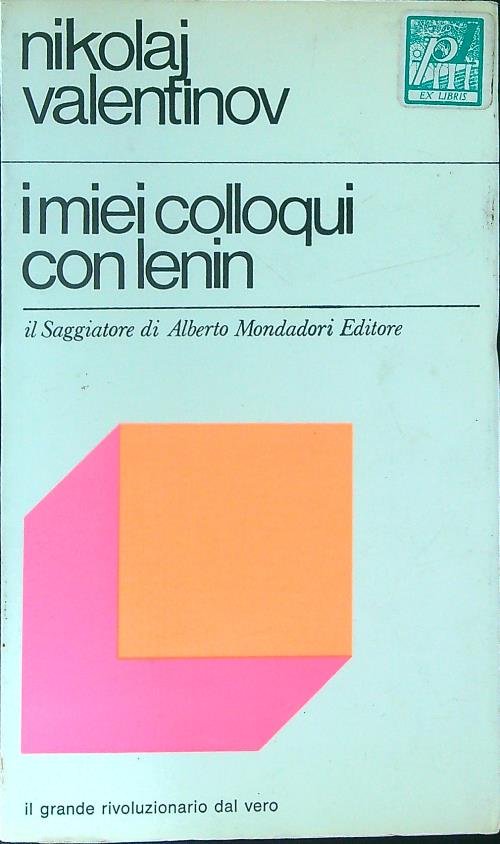 nikolaj
valentinov
i miei colloqui
con lenin
il Saggiatore di Alberto Mondadori Editore
EX LIBRIS
il grande rivoluzionario dal vero